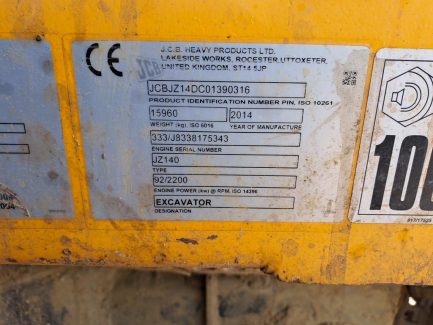 J.C.B. HEAVY PRODUCTS LTD.
LAKESIDE WORKS, ROCESTER, UTTOXETER,
UNITED KINGDOM. ST14 5JP
CE
JCB
JCBJZ14DC01390316
PRODUCT IDENTIFICATION NUMBER PIN, ISO 10261
15960 2014
WEIGHT (kg), ISO 6016 YEAR OF MANUFACTURE
333/J8338175343
ENGINE SERIAL NUMBER
JZ140
TYPE
92/2200
ENGINE POWER (kw) @ RPM, ISO 14396
EXCAVATOR
DESIGNATION